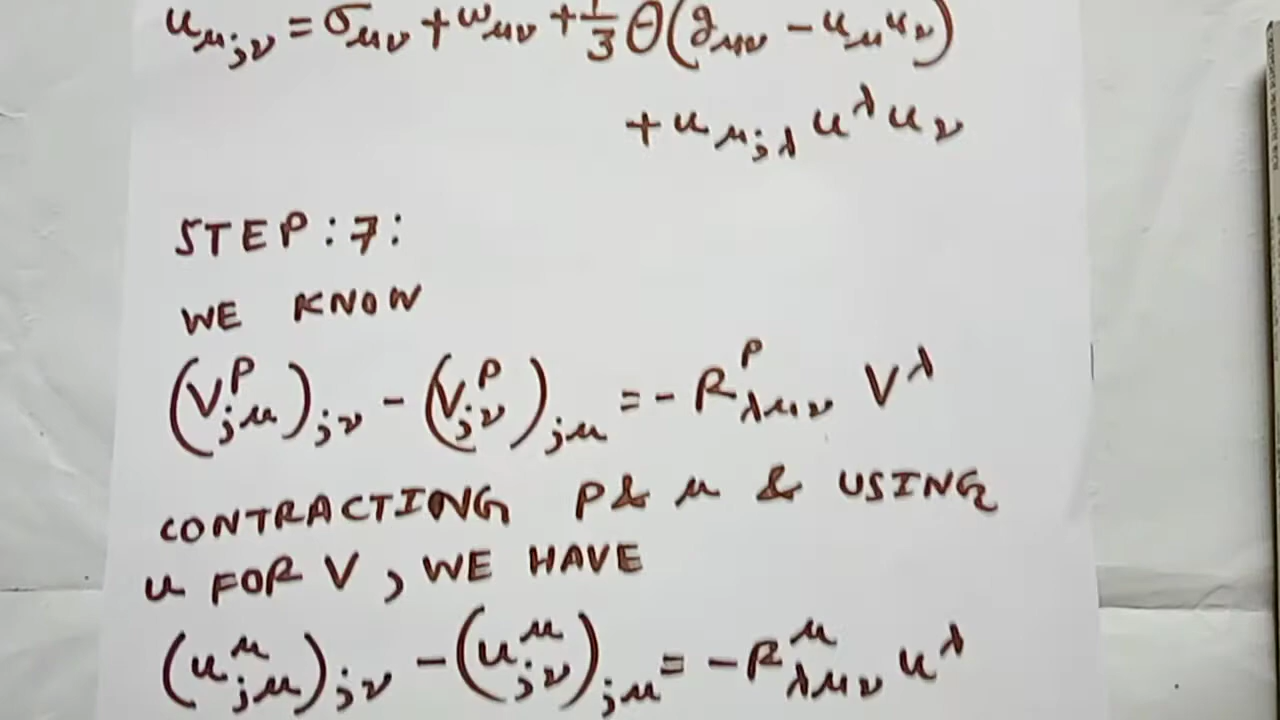 u_{μ;ν} = σ_{μν} + ω_{μν} + 1/3 θ(g_{μν} − u_μ u_ν)
+ u_{μ;λ} u^λ u_ν
STEP:7:
WE KNOW
(V^ρ_{;μ})_{;ν} − (V^ρ_{;ν})_{;μ} = − R^ρ_{λμν} V^λ
CONTRACTING ρ & μ & USING
u FOR V, WE HAVE
(u^μ_{;μ})_{;ν} − (u^μ_{;ν})_{;μ} = − R^μ_{λμν} u^λ